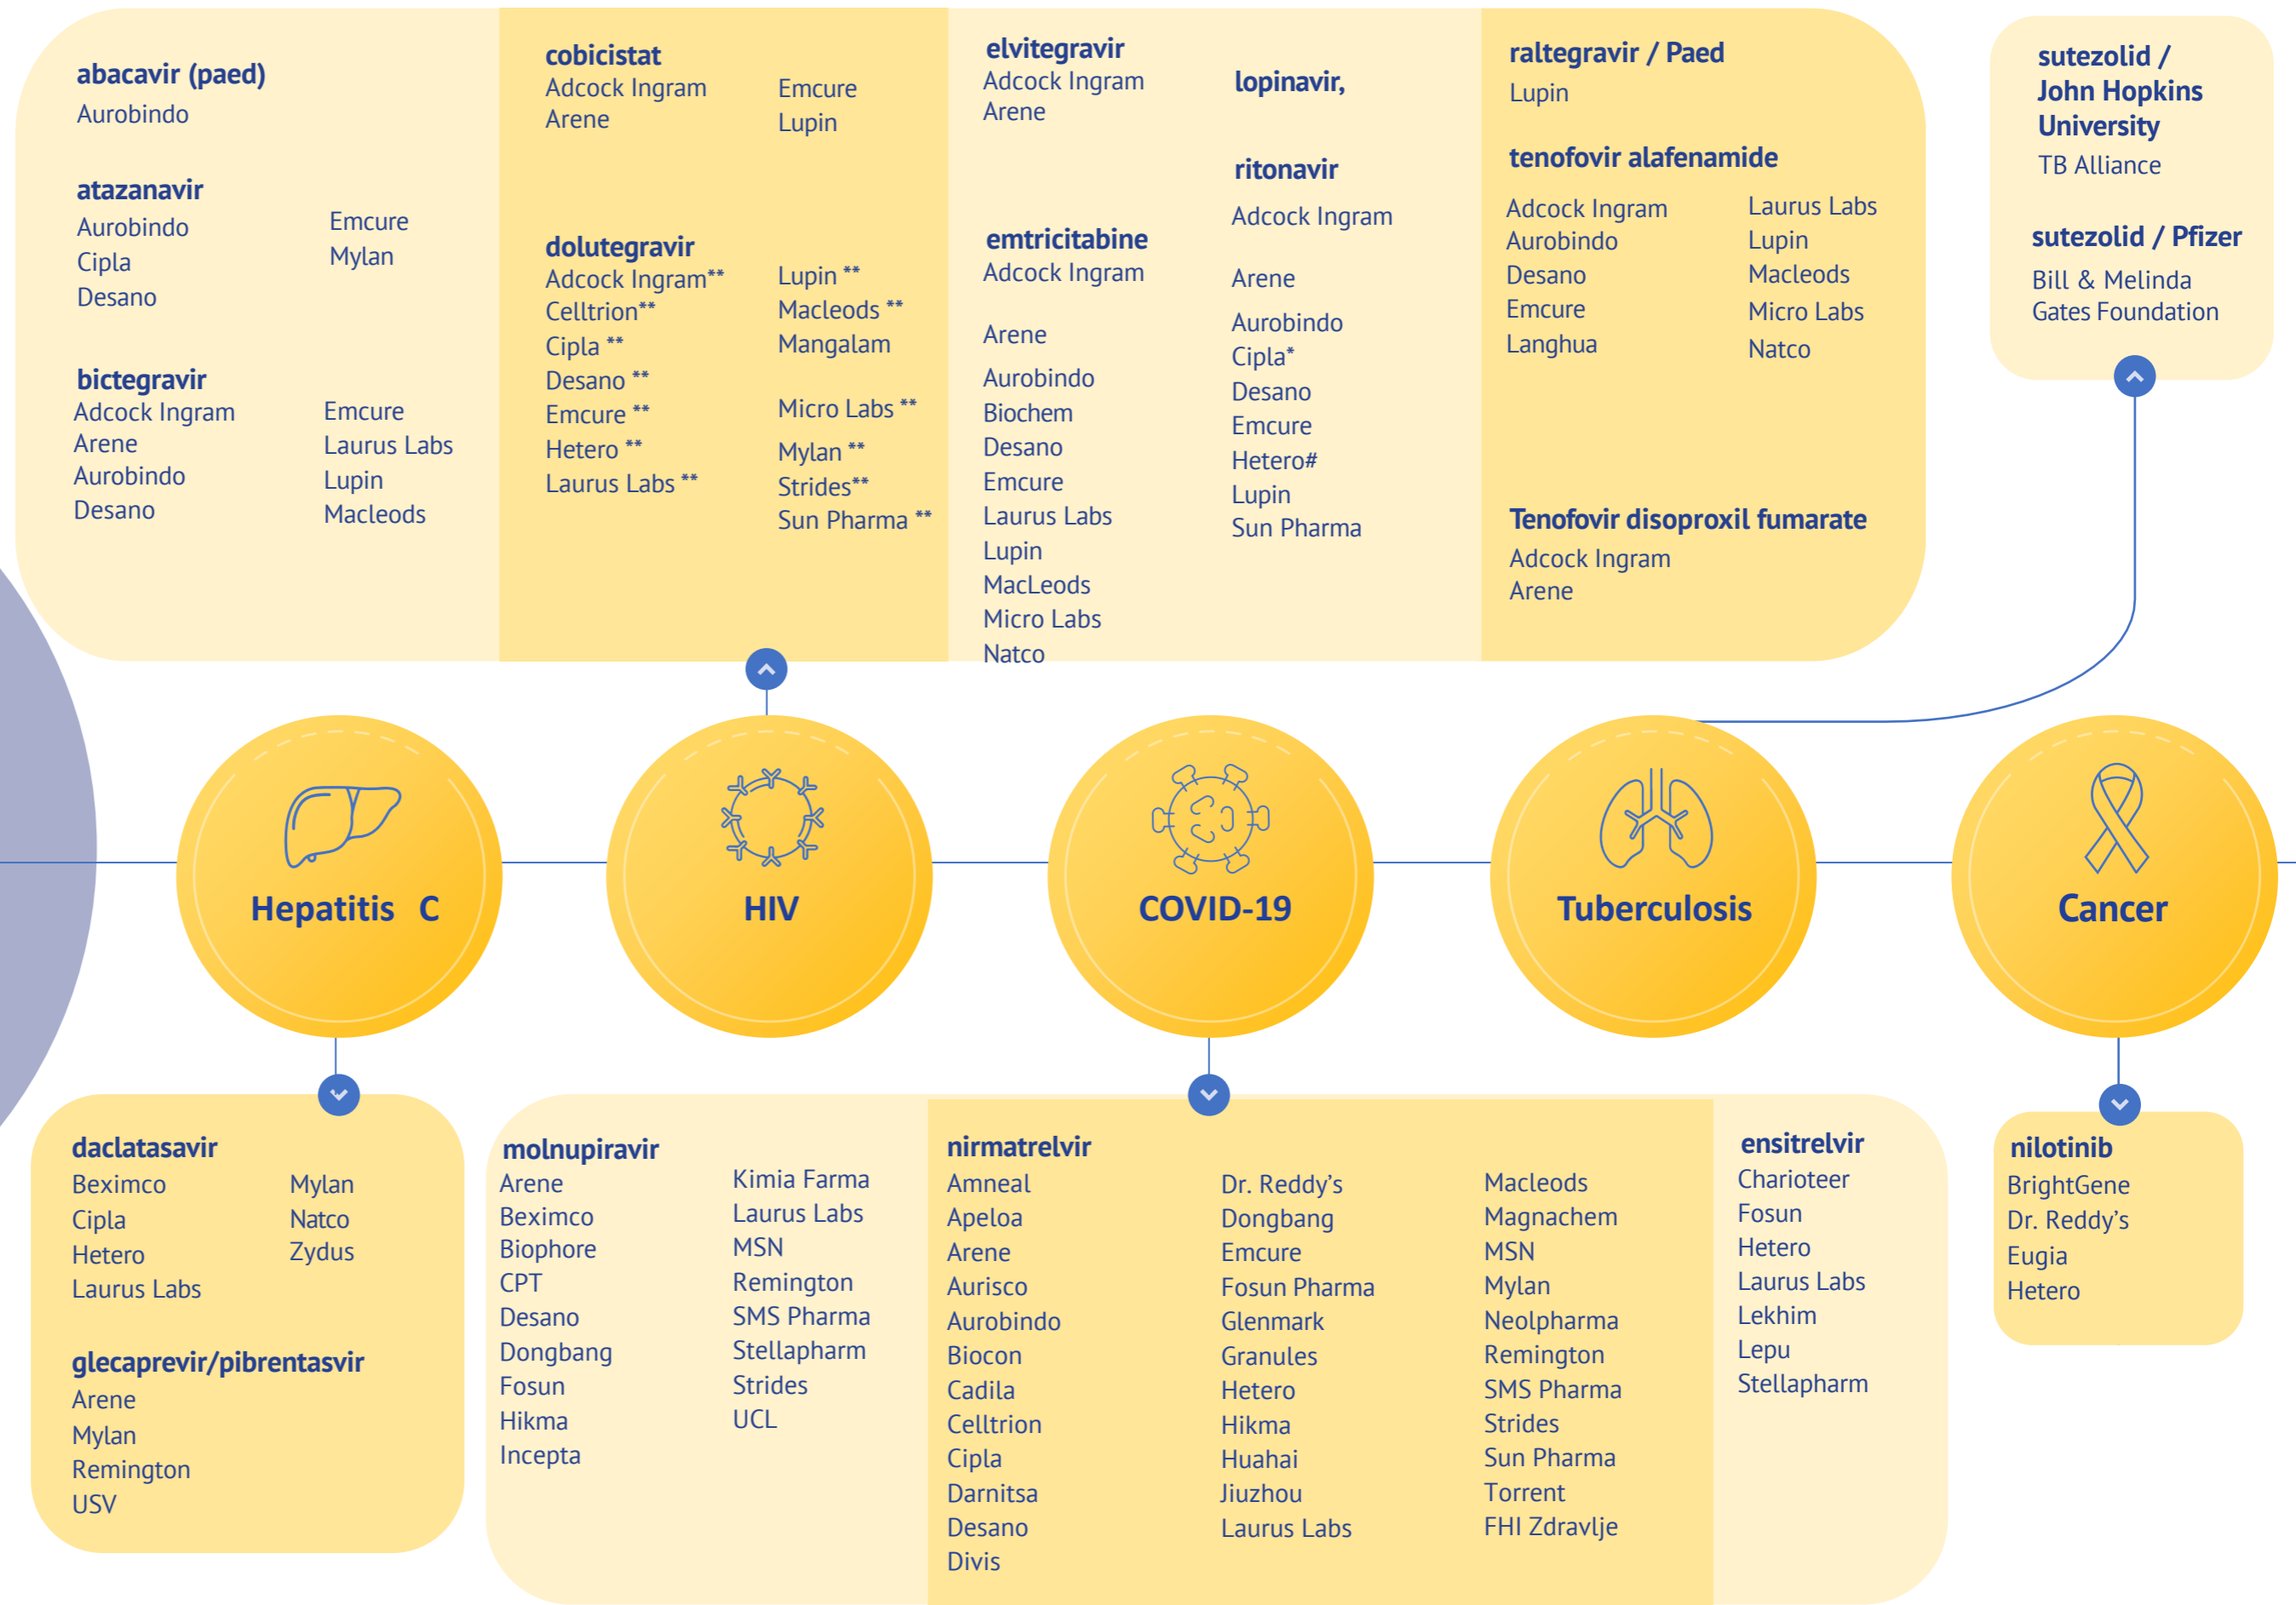 abacavir (paed)
Aurobindo
atazanavir
Aurobindo
Cipla
Desano
Emcure
Mylan
bictegravir
Adcock Ingram
Arene
Aurobindo
Desano
Emcure
Laurus Labs
Lupin
Macleods
cobicistat
Adcock Ingram
Arene
Emcure
Lupin
dolutegravir
Adcock Ingram**
Celltrion**
Cipla **
Desano **
Emcure **
Hetero **
Laurus Labs **
Lupin **
Macleods **
Mangalam
Micro Labs **
Mylan **
Strides**
Sun Pharma **
elvitegravir
Adcock Ingram
Arene
emtricitabine
Adcock Ingram
Arene
Aurobindo
Biochem
Desano
Emcure
Laurus Labs
Lupin
MacLeods
Micro Labs
Natco
lopinavir,
ritonavir
Adcock Ingram
Arene
Aurobindo
Cipla*
Desano
Emcure
Hetero#
Lupin
Sun Pharma
raltegravir / Paed
Lupin
tenofovir alafenamide
Adcock Ingram
Aurobindo
Desano
Emcure
Langhua
Laurus Labs
Lupin
Macleods
Micro Labs
Natco
Tenofovir disoproxil fumarate
Adcock Ingram
Arene
sutezolid /
John Hopkins
University
TB Alliance
sutezolid / Pfizer
Bill & Melinda
Gates Foundation
Hepatitis C
HIV
COVID-19
Tuberculosis
Cancer
daclatasavir
Beximco
Cipla
Hetero
Laurus Labs
Mylan
Natco
Zydus
glecaprevir/pibrentasvir
Arene
Mylan
Remington
USV
molnupiravir
Arene
Beximco
Biophore
CPT
Desano
Dongbang
Fosun
Hikma
Incepta
Kimia Farma
Laurus Labs
MSN
Remington
SMS Pharma
Stellapharm
Strides
UCL
nirmatrelvir
Amneal
Apeloa
Arene
Aurisco
Aurobindo
Biocon
Cadila
Celltrion
Cipla
Darnitsa
Desano
Divis
Dr. Reddy’s
Dongbang
Emcure
Fosun Pharma
Glenmark
Granules
Hetero
Hikma
Huahai
Jiuzhou
Laurus Labs
Macleods
Magnachem
MSN
Mylan
Neolpharma
Remington
SMS Pharma
Strides
Sun Pharma
Torrent
FHI Zdravlje
ensitrelvir
Charioteer
Fosun
Hetero
Laurus Labs
Lekhim
Lepu
Stellapharm
nilotinib
BrightGene
Dr. Reddy’s
Eugia
Hetero